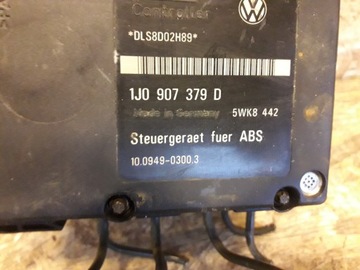 Controller
*DLS8D02H89*
1J0 907 379 D
Made in Germany 5WK8 442
Steuergeraet fuer ABS
10.0949-0300.3